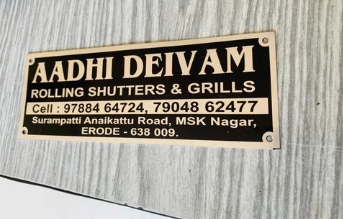 AADHI DEIVAM
ROLLING SHUTTERS & GRILLS
Cell : 97884 64724, 79048 62477
Surampatti Anaikattu Road, MSK Nagar,
ERODE - 638 009.